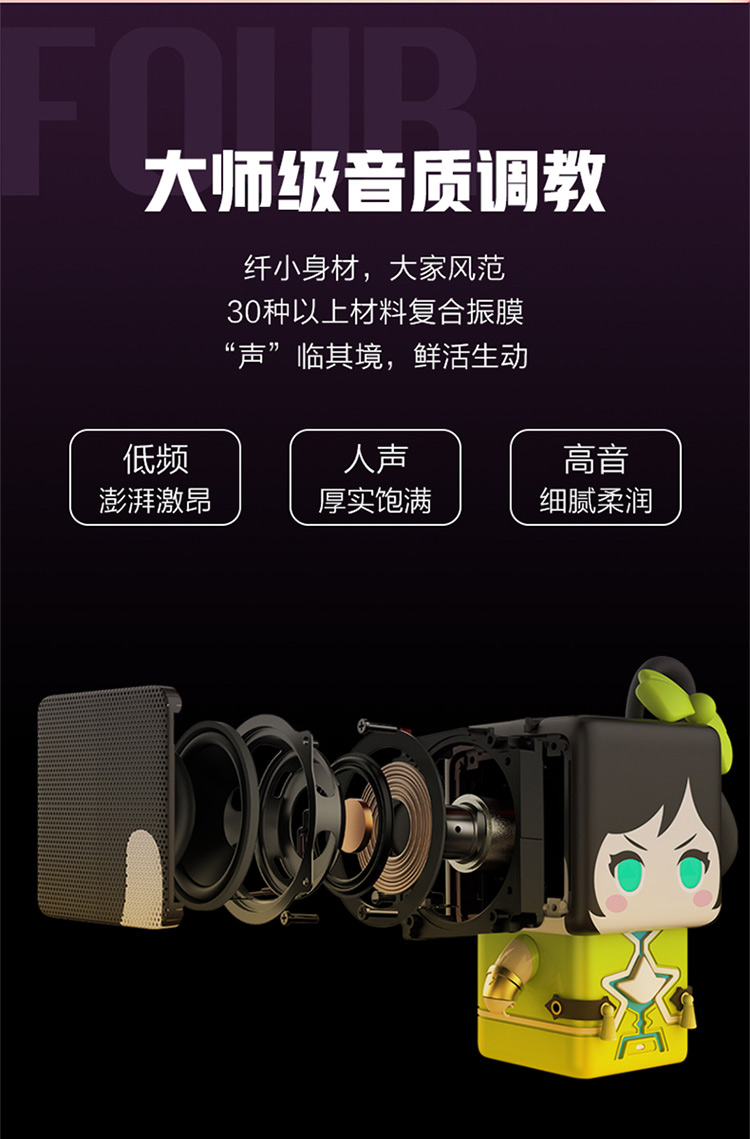 FOUR
大师级音质调教
纤小身材，大家风范
30种以上材料复合振膜
“声”临其境，鲜活生动
低频
澎湃激昂
人声
厚实饱满
高音
细腻柔润